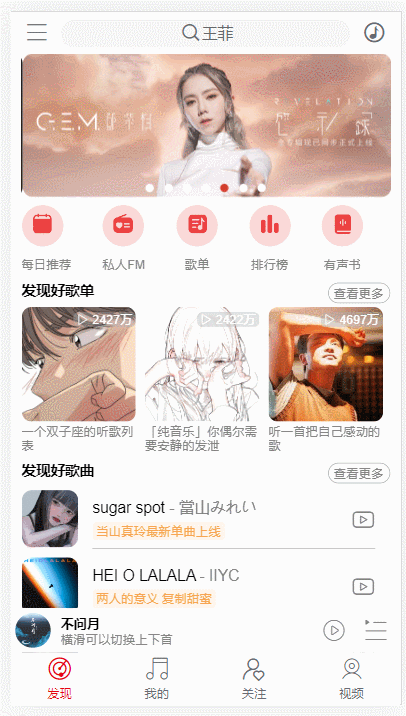 王菲
G.E.M. 鄧紫棋
REVELATION
启示录
每日推荐
私人FM
歌单
排行榜
有声书
发现好歌单
查看更多
2427万
2422万
4697万
一个双子座的听歌列
表
「纯音乐」你偶尔需
要安静的发泄
听一首把自己感动的
歌
发现好歌曲
查看更多
sugar spot - 當山みれい
当山真玲最新单曲上线
HEI O LALALA - IIYC
两人的意义 复制甜蜜
不问月
横滑可以切换上下首
发现
我的
关注
视频